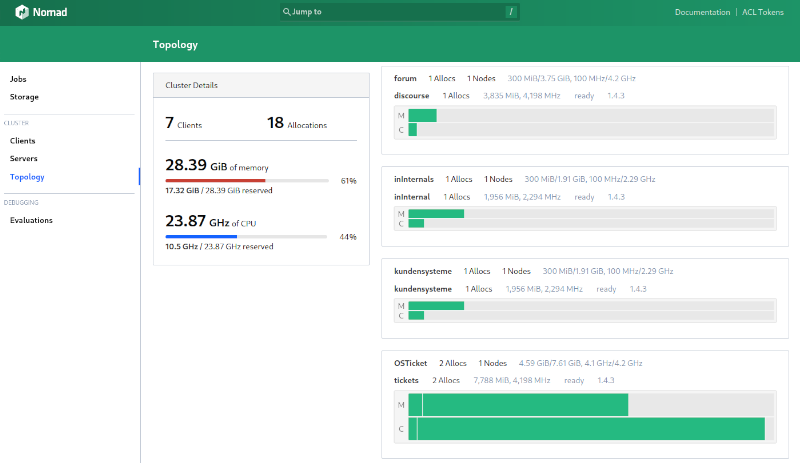 Nomad
Jump to
/
Documentation | ACL Tokens
Topology
Jobs
Storage
CLUSTER
Clients
Servers
Topology
DEBUGGING
Evaluations
Cluster Details
7 Clients 18 Allocations
28.39 GiB of memory
61%
17.32 GiB / 28.39 GiB reserved
23.87 GHz of CPU
44%
10.5 GHz / 23.87 GHz reserved
forum 1 Allocs 1 Nodes 300 MiB/3.75 GiB, 100 MHz/4.2 GHz
discourse 1 Allocs 3,835 MiB, 4,198 MHz ready 1.4.3
M
C
inInternals 1 Allocs 1 Nodes 300 MiB/1.91 GiB, 100 MHz/2.29 GHz
inInternal 1 Allocs 1,956 MiB, 2,294 MHz ready 1.4.3
M
C
kundensysteme 1 Allocs 1 Nodes 300 MiB/1.91 GiB, 100 MHz/2.29 GHz
kundensysteme 1 Allocs 1,956 MiB, 2,294 MHz ready 1.4.3
M
C
OSTicket 2 Allocs 1 Nodes 4.59 GiB/7.61 GiB, 4.1 GHz/4.2 GHz
tickets 2 Allocs 7,788 MiB, 4,198 MHz ready 1.4.3
M
C